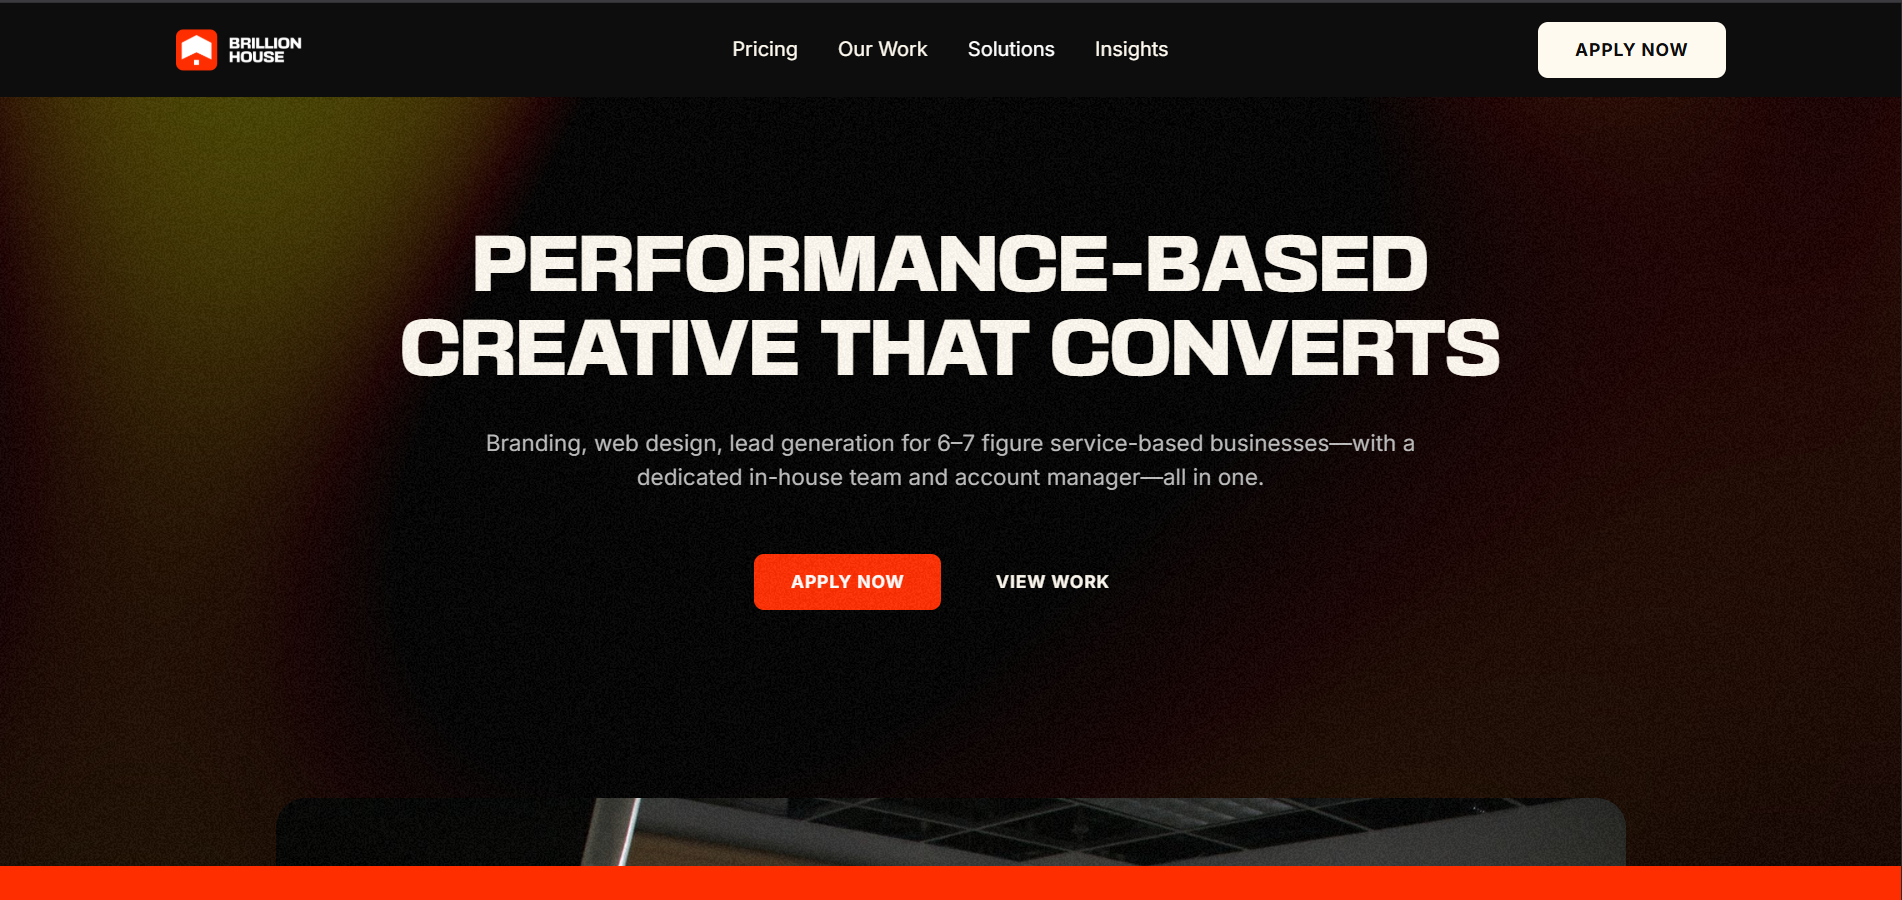 BRILLION
HOUSE
Pricing
Our Work
Solutions
Insights
APPLY NOW
PERFORMANCE-BASED
CREATIVE THAT CONVERTS
Branding, web design, lead generation for 6–7 figure service-based businesses—with a
dedicated in-house team and account manager—all in one.
APPLY NOW
VIEW WORK